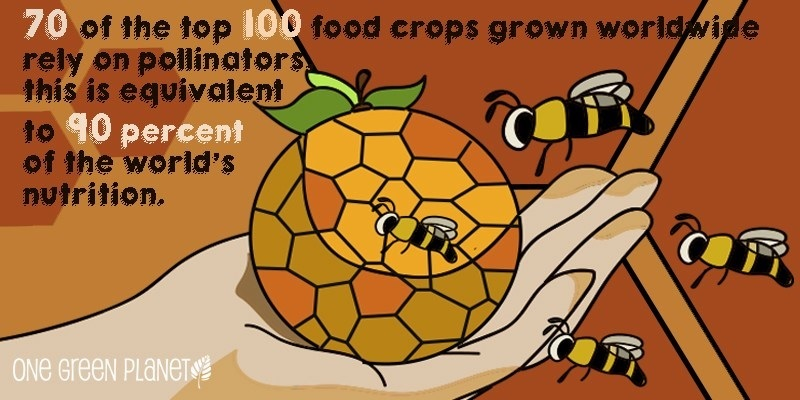 70 of the top 100 food crops grown worldwide
rely on pollinators,
this is equivalent
to 90 percent
of the world's
nutrition.
ONE GREEN PLANET